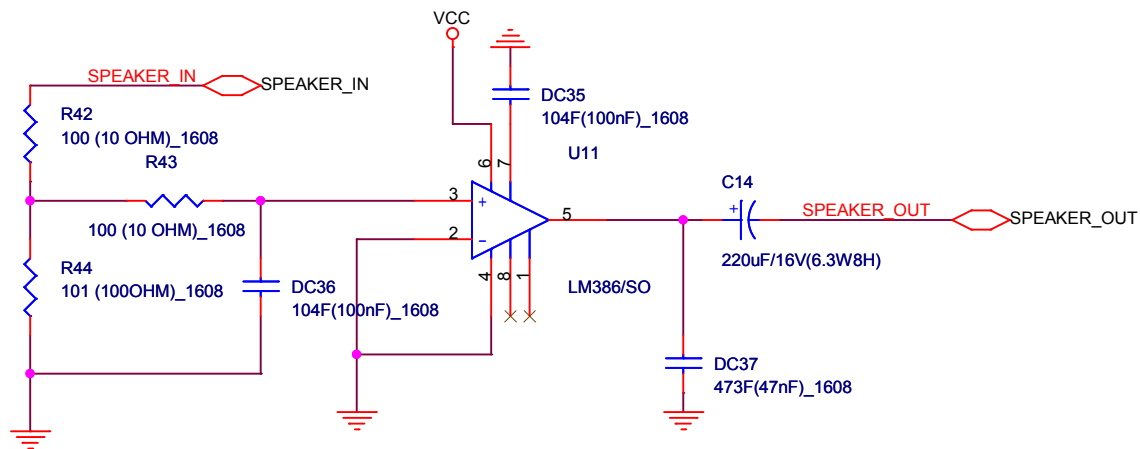 VCC
SPEAKER_IN
SPEAKER_IN
DC35
104F(100nF)_1608
R42
100 (10 OHM)_1608
R43
U11
6
7
C14
3
+
5
+
SPEAKER_OUT
SPEAKER_OUT
100 (10 OHM)_1608
2
-
220uF/16V(6.3W8H)
R44
101 (100OHM)_1608
4
8
1
LM386/SO
DC36
104F(100nF)_1608
DC37
473F(47nF)_1608